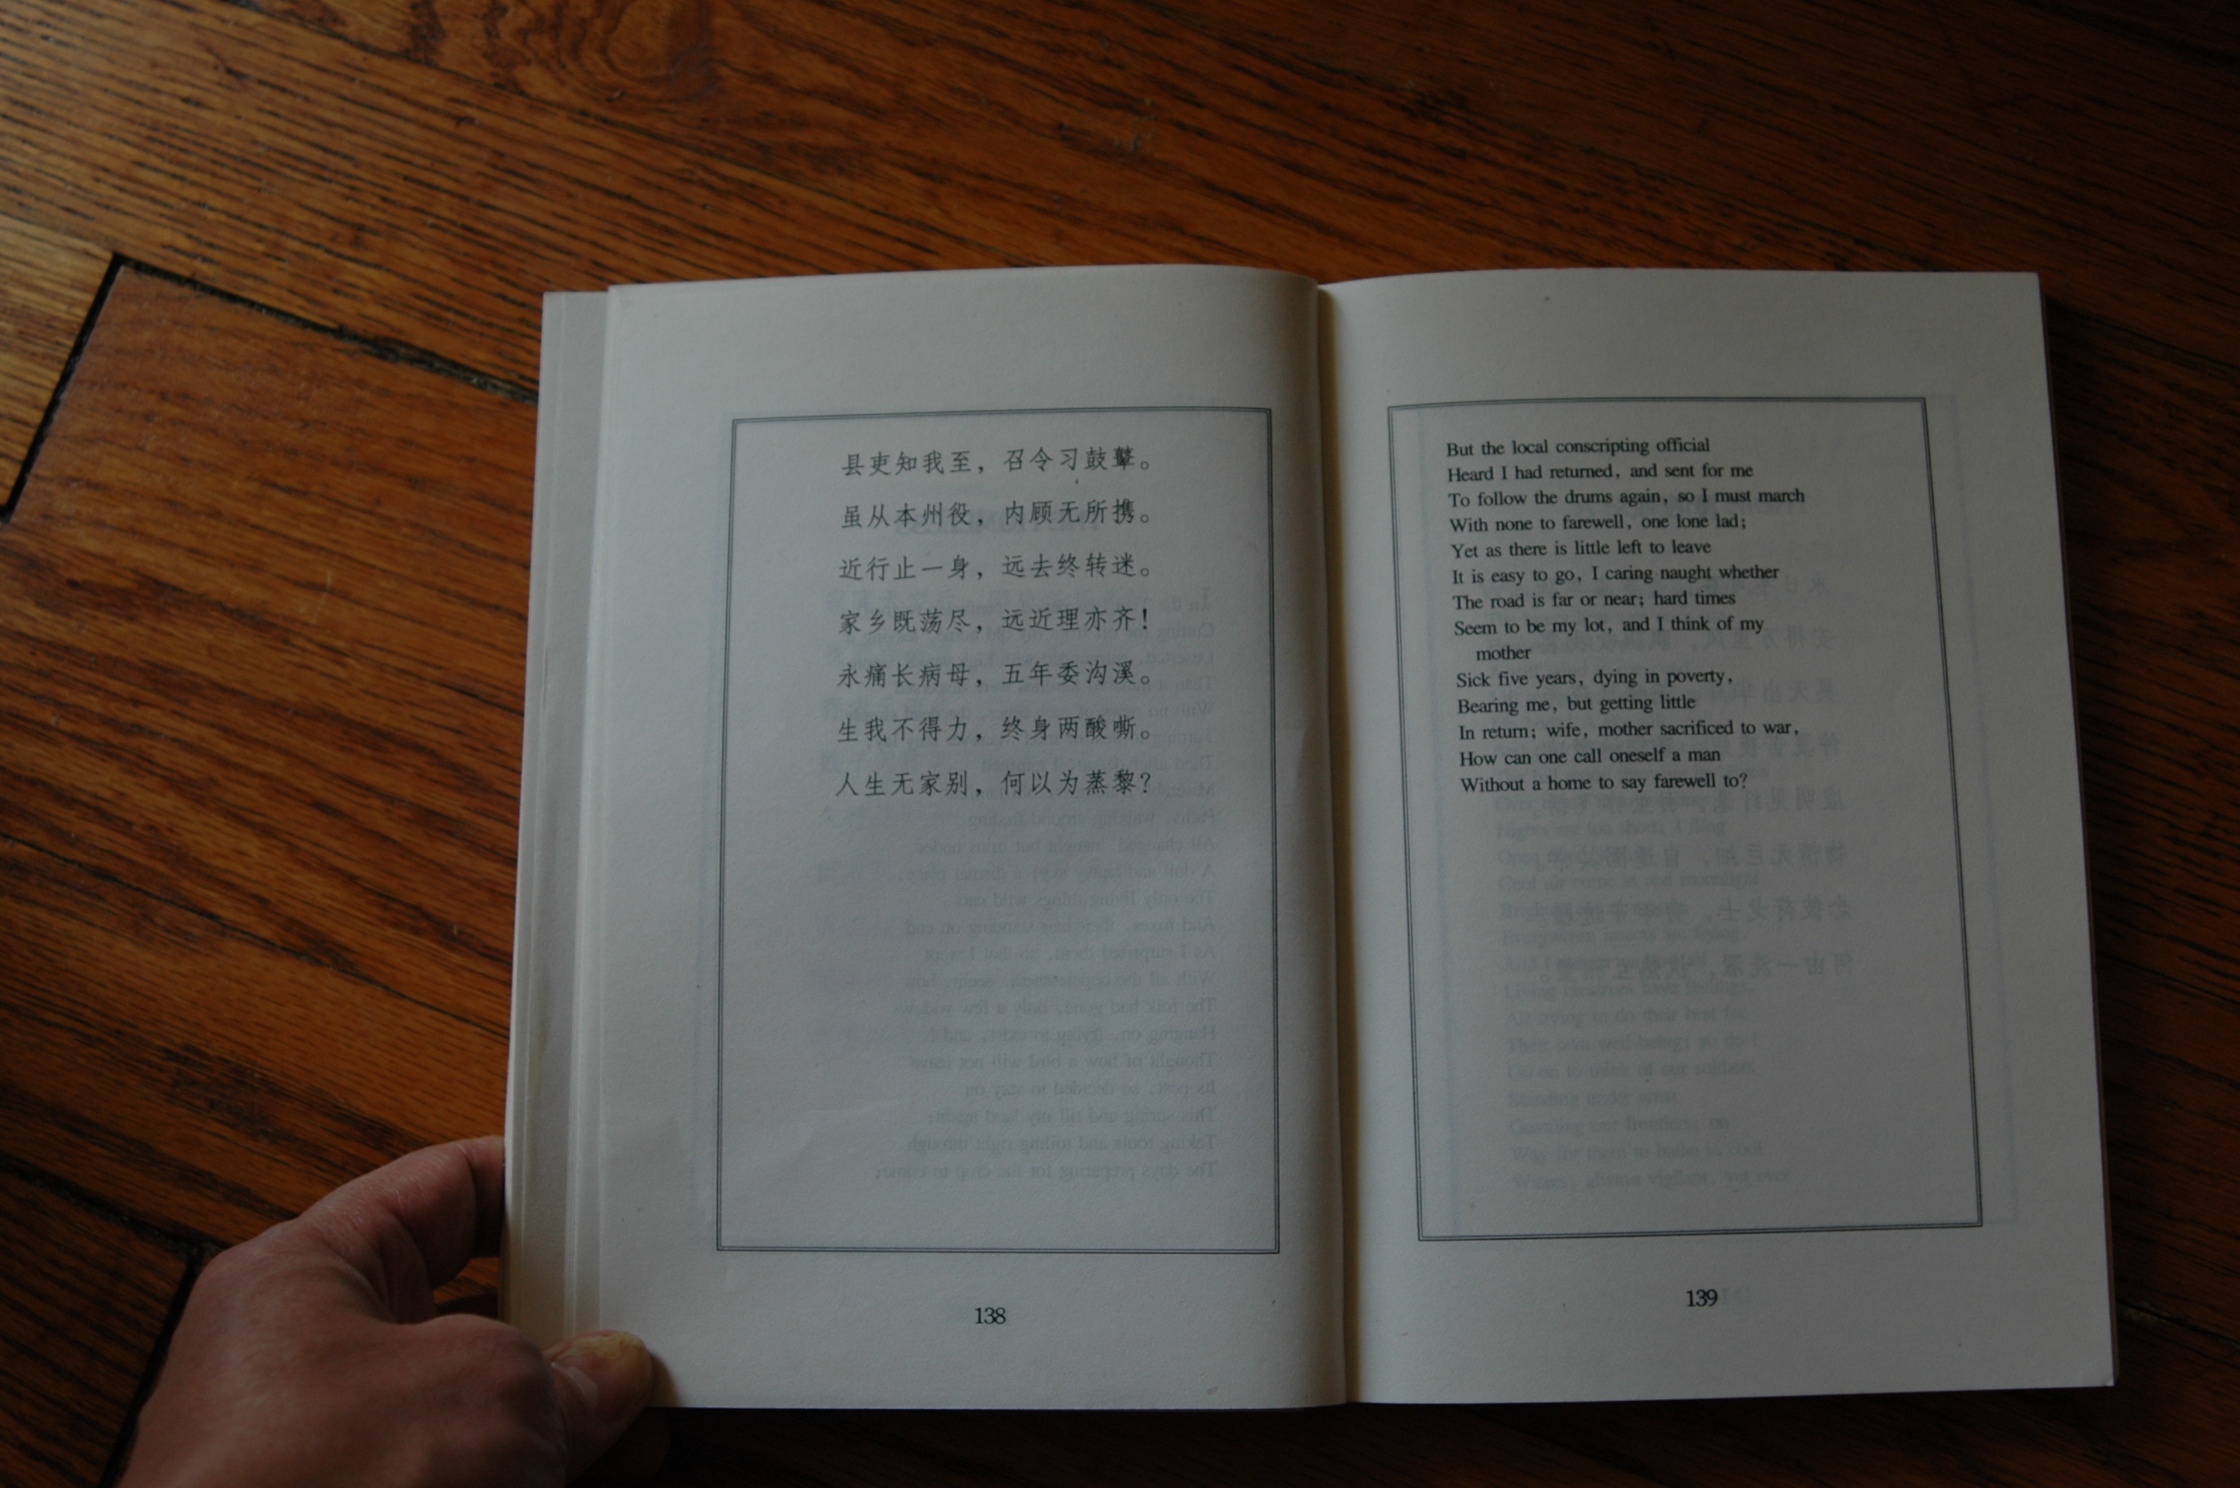 县吏知我至，召令习鼓鼙。
虽从本州役，内顾无所携。
近行止一身，远去终转迷。
家乡既荡尽，远近理亦齐！
永痛长病母，五年委沟溪。
生我不得力，终身两酸嘶。
人生无家别，何以为蒸黎？
138
But the local conscripting official
Heard I had returned, and sent for me
To follow the drums again, so I must march
With none to farewell, one lone lad;
Yet as there is little left to leave
It is easy to go, I caring naught whether
The road is far or near; hard times
Seem to be my lot, and I think of my
mother
Sick five years, dying in poverty,
Bearing me, but getting little
In return; wife, mother sacrificed to war,
How can one call oneself a man
Without a home to say farewell to?
139